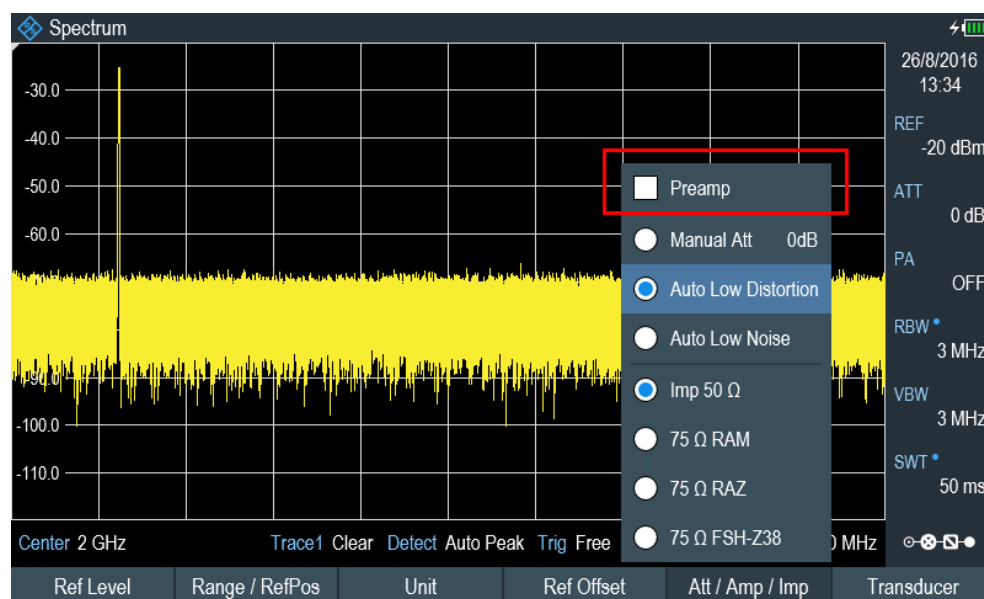 Spectrum
26/8/2016
13:34
-30.0
-40.0
-50.0
-60.0
-90.0
-100.0
-110.0
REF
-20 dBm
ATT
0 dB
PA
OFF
RBW
3 MHz
VBW
3 MHz
SWT
50 ms
Preamp
Manual Att 0dB
Auto Low Distortion
Auto Low Noise
Imp 50 Ω
75 Ω RAM
75 Ω RAZ
75 Ω FSH-Z38
Center 2 GHz Trace1 Clear Detect Auto Peak Trig Free 0 MHz
Ref Level Range / RefPos Unit Ref Offset Att / Amp / Imp Transducer